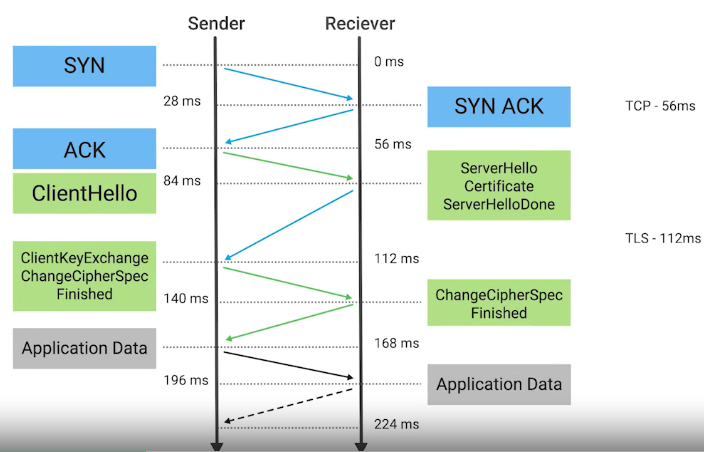 Sender
Reciever
SYN
0 ms
28 ms
SYN ACK
TCP - 56ms
ACK
56 ms
84 ms
ClientHello
ServerHello
Certificate
ServerHelloDone
TLS - 112ms
ClientKeyExchange
ChangeCipherSpec
Finished
112 ms
140 ms
ChangeCipherSpec
Finished
Application Data
168 ms
196 ms
Application Data
224 ms